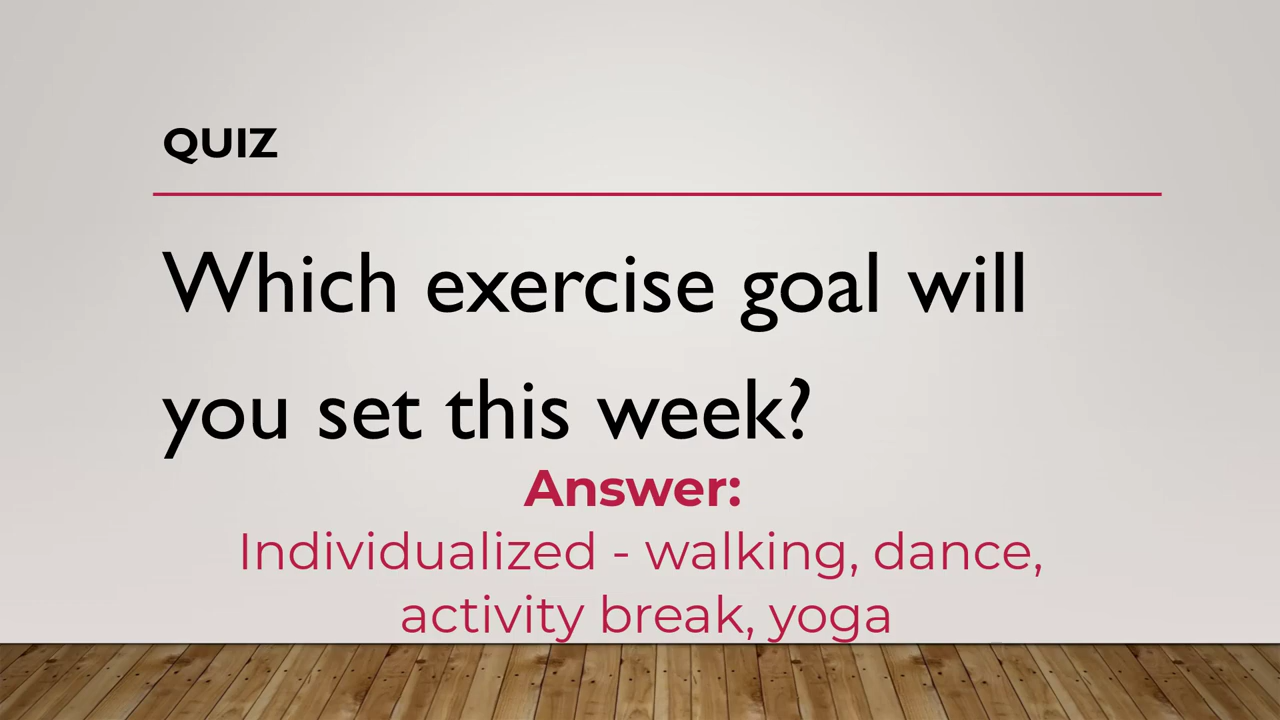 QUIZ
Which exercise goal will
you set this week?
Answer:
Individualized - walking, dance,
activity break, yoga